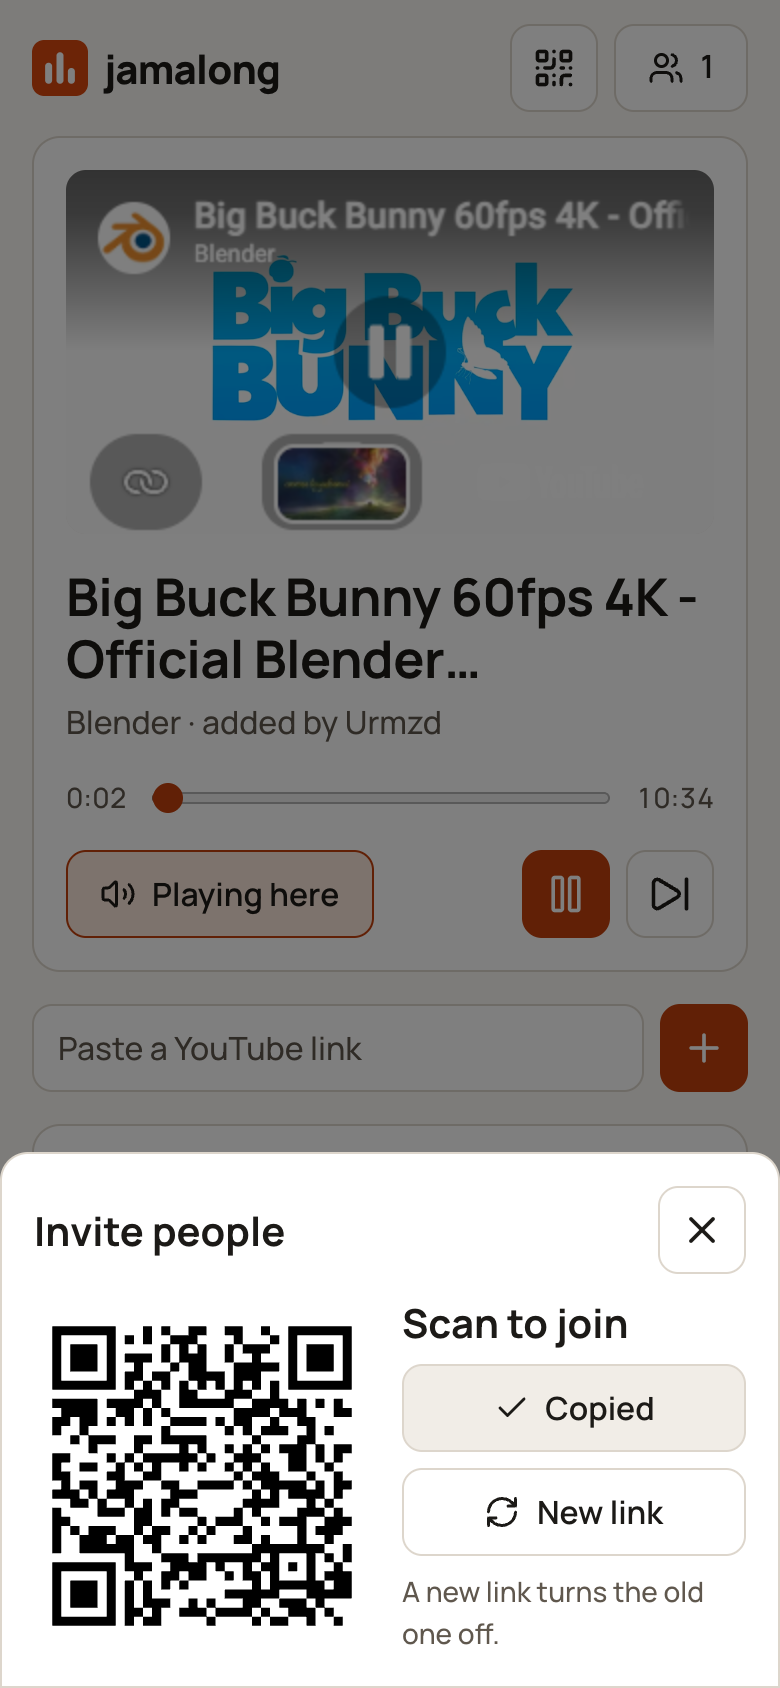 jamalong
1
Big Buck Bunny 60fps 4K - Offi
Blender
Big Buck
BUNNY
Big Buck Bunny 60fps 4K -
Official Blender…
Blender · added by Urmzd
0:02
10:34
Playing here
Paste a YouTube link
Invite people
Scan to join
Copied
New link
A new link turns the old
one off.